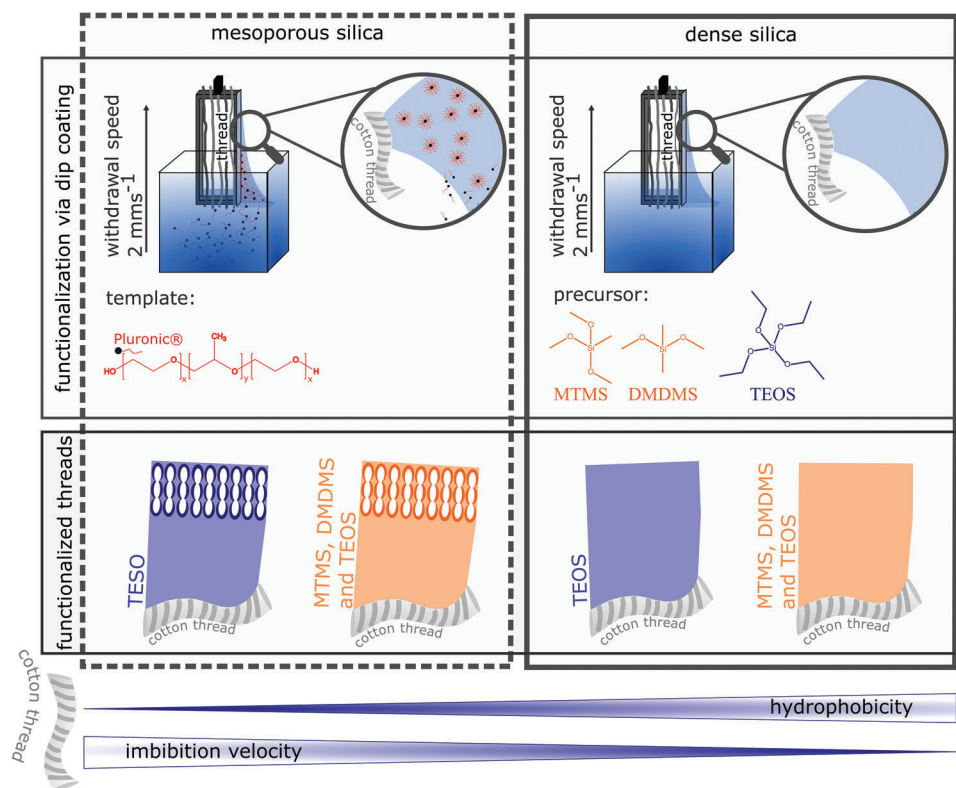 mesoporous silica
dense silica
functionalization via dip coating
withdrawal speed
2 mms⁻¹
thread
cotton thread
template:
Pluronic®
HO
O
x
CH₃
O
y
O
x
H
withdrawal speed
2 mms⁻¹
thread
cotton thread
precursor:
O
O
Si
O
MTMS
O
Si
O
DMDMS
O
O
Si
O
O
TEOS
functionalized threads
TESO
cotton thread
MTMS, DMDMS
and TEOS
cotton thread
TEOS
cotton thread
MTMS, DMDMS
and TEOS
cotton thread
cotton thread
hydrophobicity
imbibition velocity